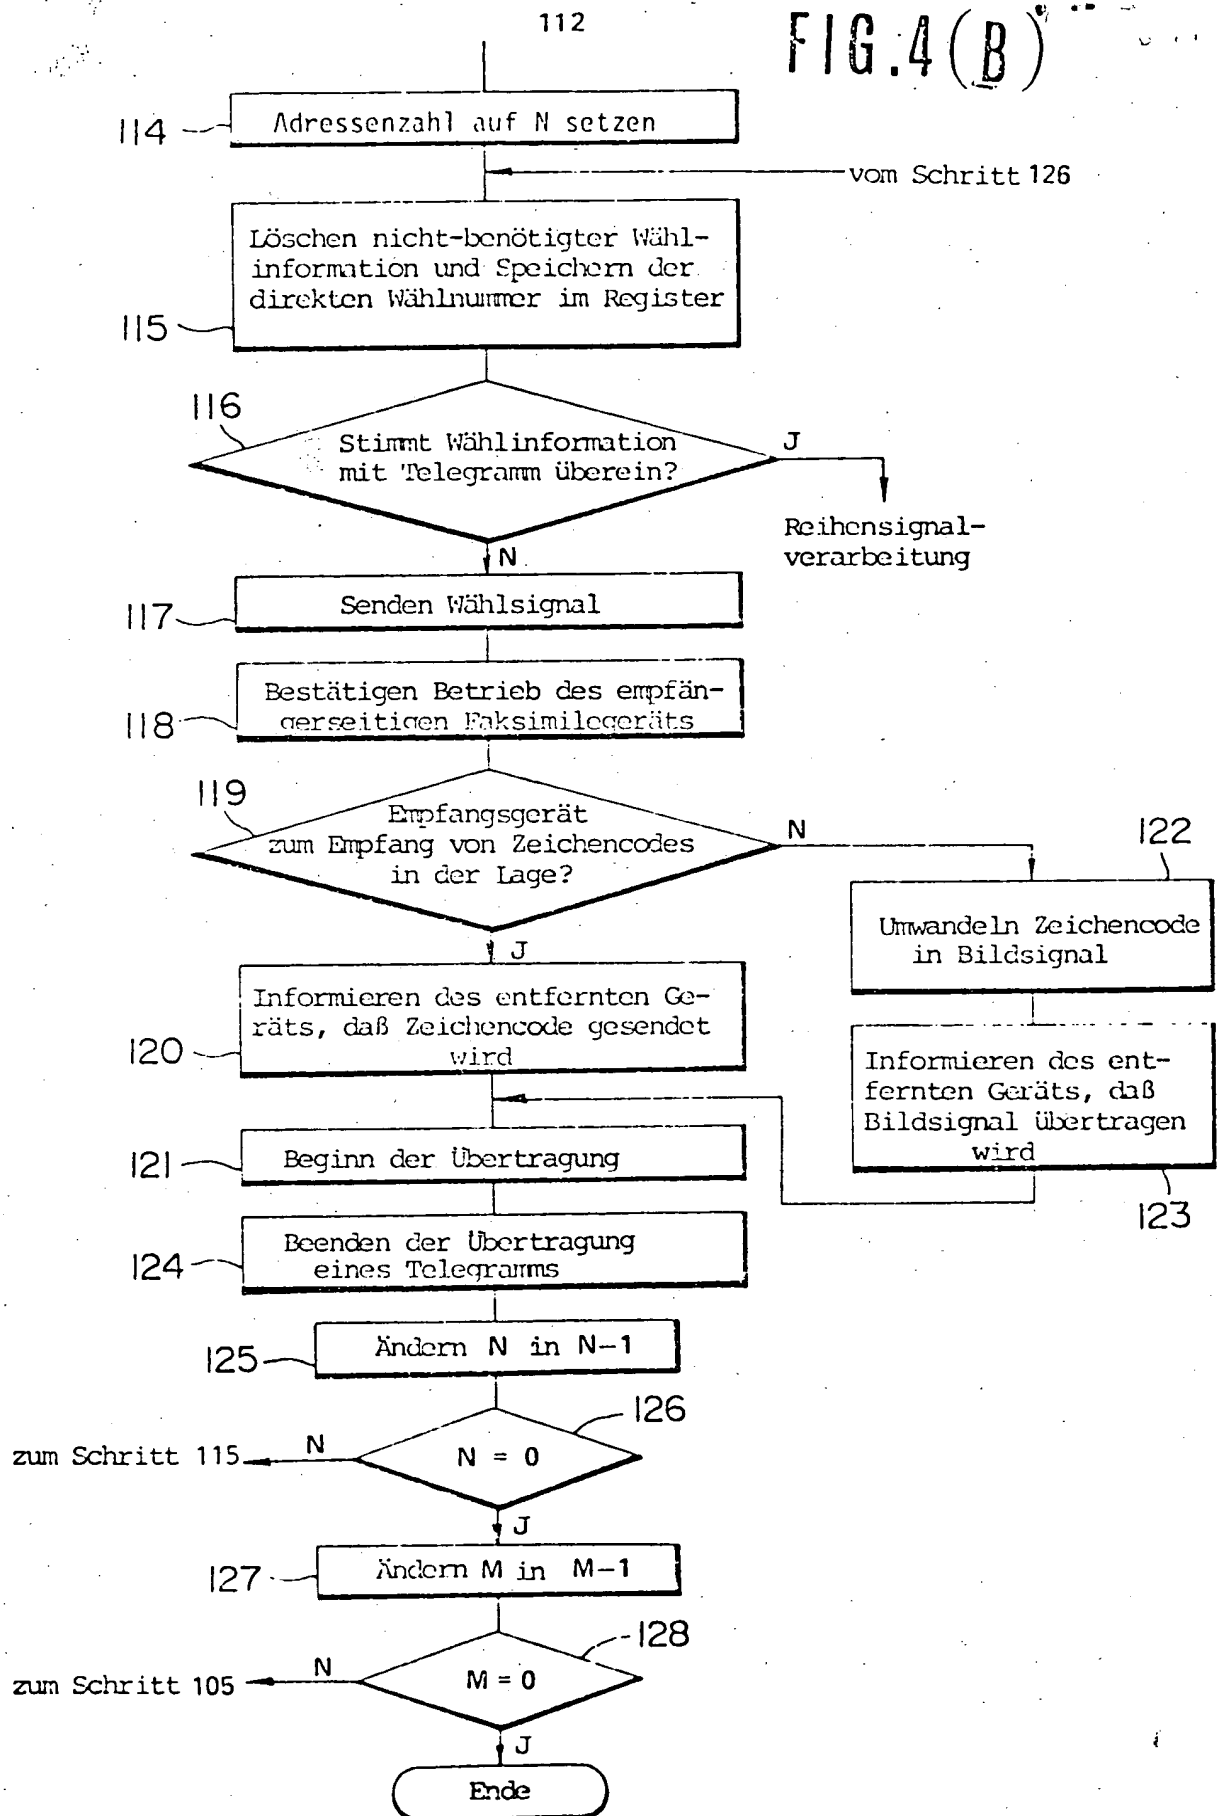 112
FIG.4(B)
114
Adressenzahl auf N setzen
vom Schritt 126
Löschen nicht-benötigter Wähl-
information und Speichern der
direkten Wählnummer im Register
115
116
Stimmt Wählinformation
mit Telegramm überein?
J
Reihensignal-
verarbeitung
N
117
Senden Wählsignal
118
Bestätigen Betrieb des empfän-
gerseitigen Faksimilegeräts
119
Empfangsgerät
zum Empfang von Zeichencodes
in der Lage?
N
122
Umwandeln Zeichencode
in Bildsignal
J
120
Informieren des entfernten Ge-
räts, daß Zeichencode gesendet
wird
Informieren des ent-
fernten Geräts, daß
Bildsignal übertragen
wird
123
121
Beginn der Übertragung
124
Beenden der Übertragung
eines Telegramms
125
Ändern N in N-1
126
N = 0
N
zum Schritt 115
J
127
Ändern M in M-1
128
M = 0
N
zum Schritt 105
J
Ende